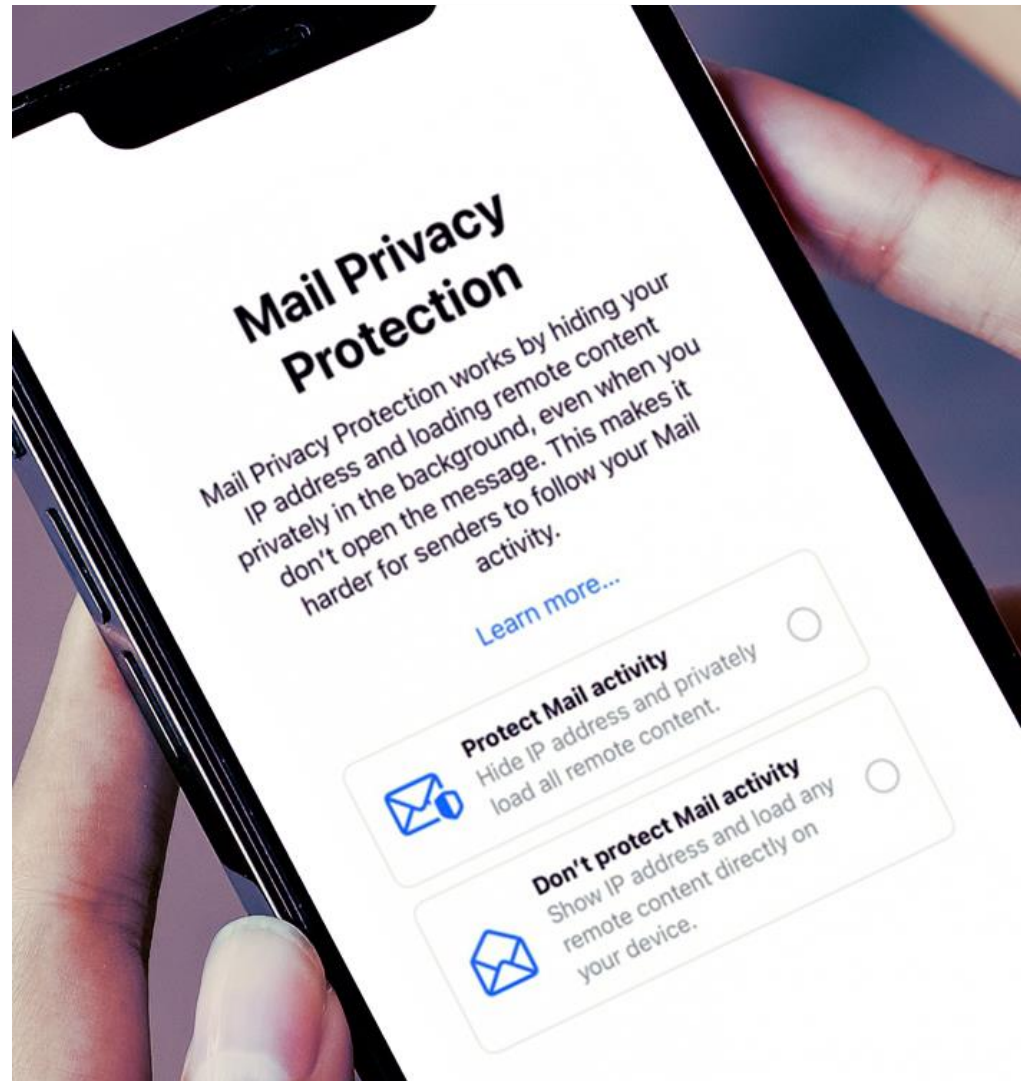 Mail Privacy
Protection
Mail Privacy Protection works by hiding your
IP address and loading remote content
privately in the background, even when you
don't open the message. This makes it
harder for senders to follow your Mail
activity.
Learn more...
Protect Mail activity
Hide IP address and privately
load all remote content.
Don't protect Mail activity
Show IP address and load any
remote content directly on
your device.